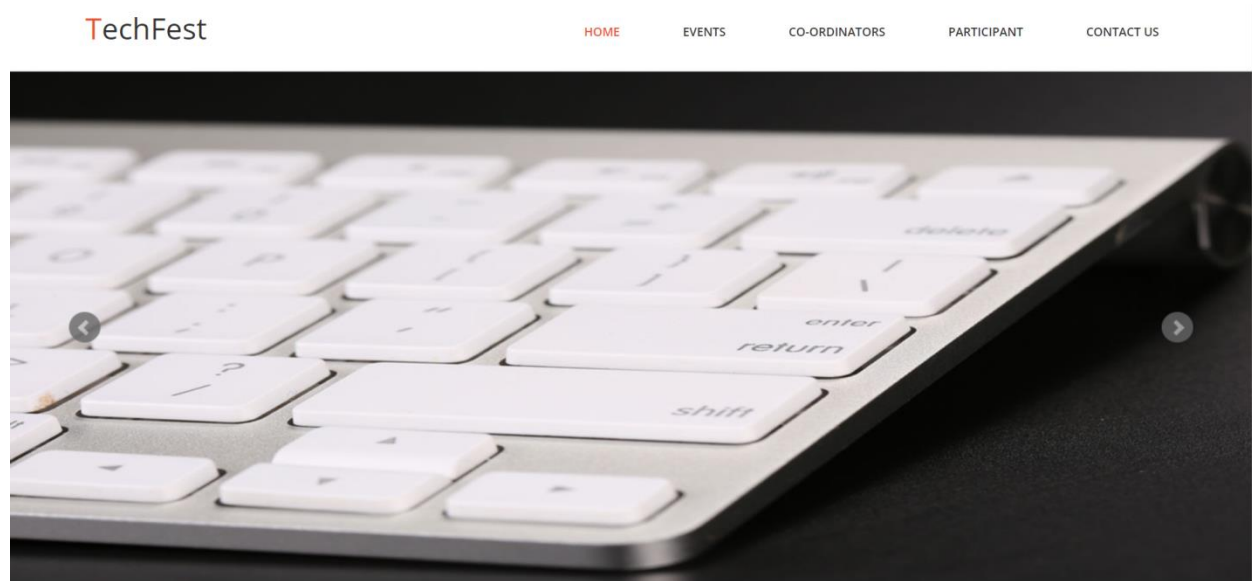 TechFest
HOME EVENTS CO-ORDINATORS PARTICIPANT CONTACT US
delete
enter
return
shift